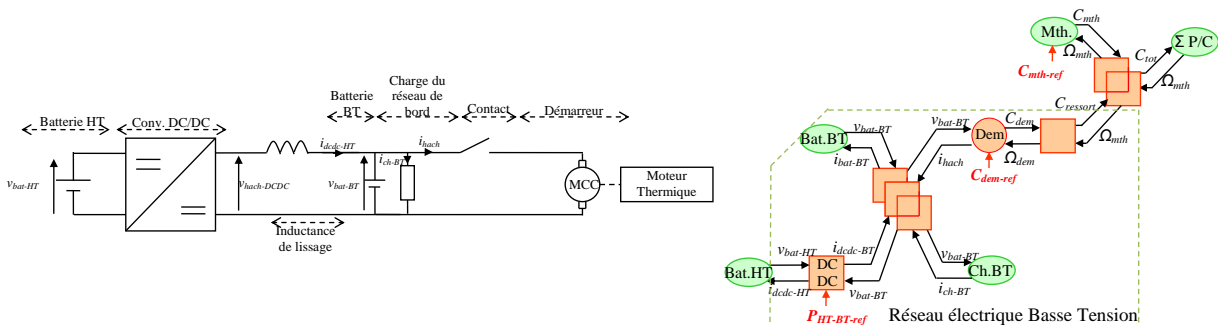 Batterie HT
Conv. DC/DC
Batterie
BT
Charge du
réseau de
bord
Contact
Démarreur
v_bat-HT
v_hach-DCDC
i_dcdc-HT
v_bat-BT
i_ch-BT
i_hach
MCC
Moteur
Thermique
Inductance
de lissage
Mth.
C_mth
Ω_mth
C_mth-ref
Σ P/C
C_tot
Ω_mth
C_ressort
Ω_mth
Bat.BT
v_bat-BT
i_bat-BT
v_bat-BT
i_hach
Dem
C_dem
Ω_dem
C_dem-ref
Bat.HT
v_bat-HT
i_dcdc-HT
DC
DC
i_dcdc-BT
v_bat-BT
P_HT-BT-ref
v_bat-BT
i_ch-BT
Ch.BT
Réseau électrique Basse Tension